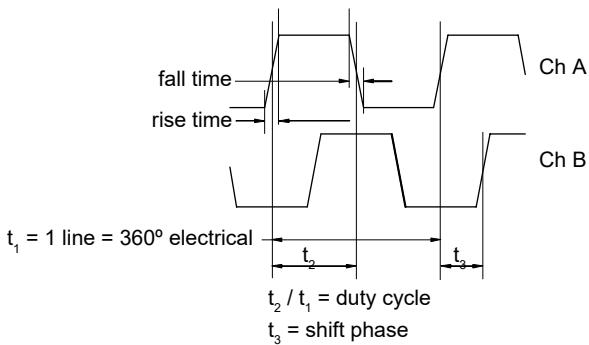 Ch A
fall time
rise time
Ch B
t₁ = 1 line = 360º electrical
t₂
t₃
t₂ / t₁ = duty cycle
t₃ = shift phase